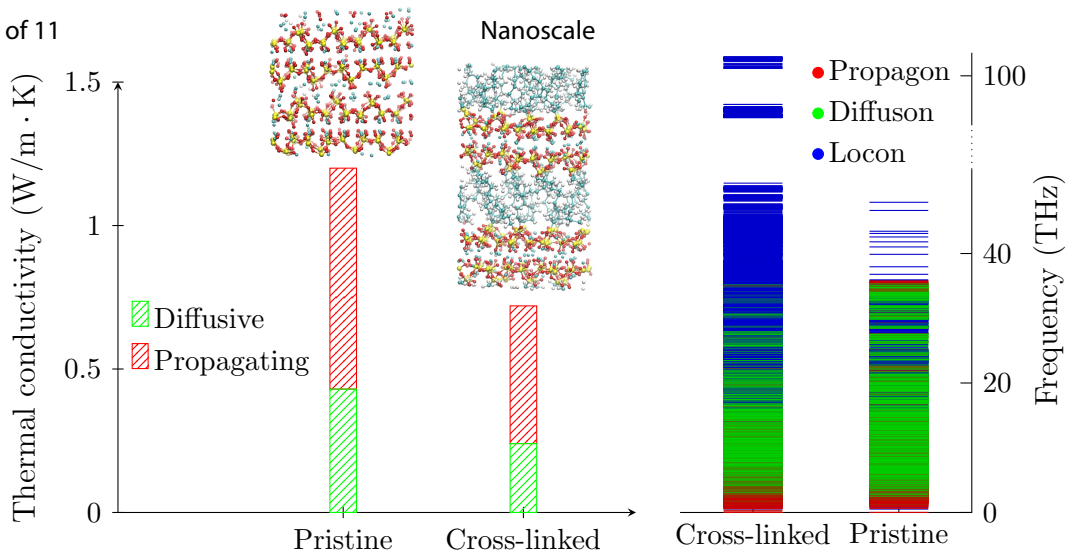 of 11
Nanoscale
Thermal conductivity (W/m · K)
1.5
1
0.5
0
Diffusive
Propagating
Pristine
Cross-linked
Propagon
Diffuson
Locon
100
40
20
0
Frequency (THz)
Cross-linked
Pristine